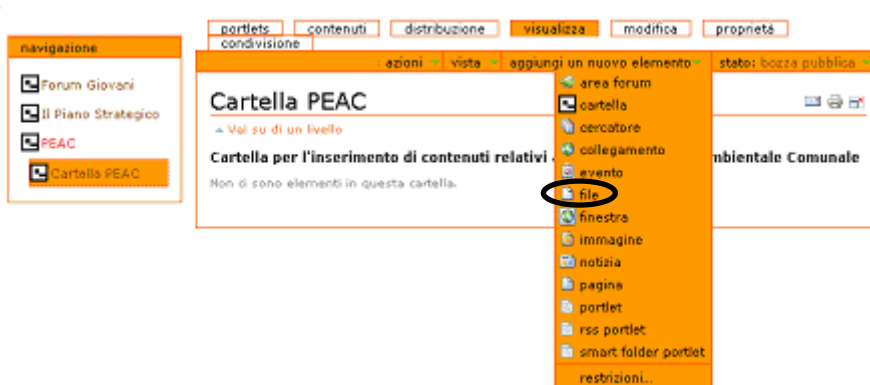 portlets contenuti distribuzione visualizza modifica proprietà
condivisione
navigazione
Forum Giovani
Il Piano Strategico
PEAC
Cartella PEAC
azioni vista aggiungi un nuovo elemento stato: bozza pubblica
Cartella PEAC
Vai su di un livello
Cartella per l'inserimento di contenuti relativi mbientale Comunale
Non ci sono elementi in questa cartella.
area forum
cartella
cercatore
collegamento
evento
file
finestra
immagine
notizia
pagina
portlet
rss portlet
smart folder portlet
restrizioni...